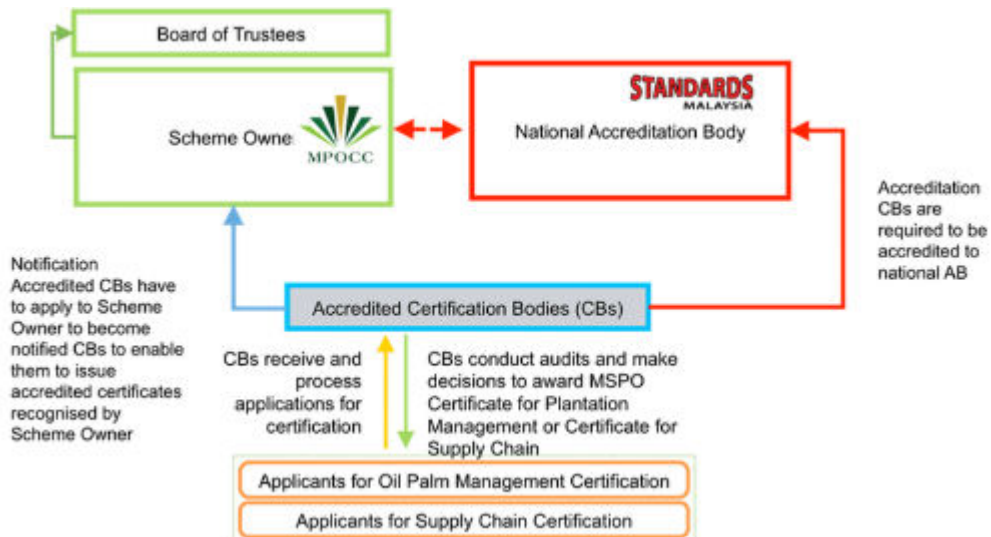 Board of Trustees
Scheme Owne
MPOCC
STANDARDS
MALAYSIA
National Accreditation Body
Accreditation
CBs are
required to be
accredited to
national AB
Notification
Accredited CBs have
to apply to Scheme
Owner to become
notified CBs to enable
them to issue
accredited certificates
recognised by
Scheme Owner
Accredited Certification Bodies (CBs)
CBs receive and
process
applications for
certification
CBs conduct audits and make
decisions to award MSPO
Certificate for Plantation
Management or Certificate for
Supply Chain
Applicants for Oil Palm Management Certification
Applicants for Supply Chain Certification